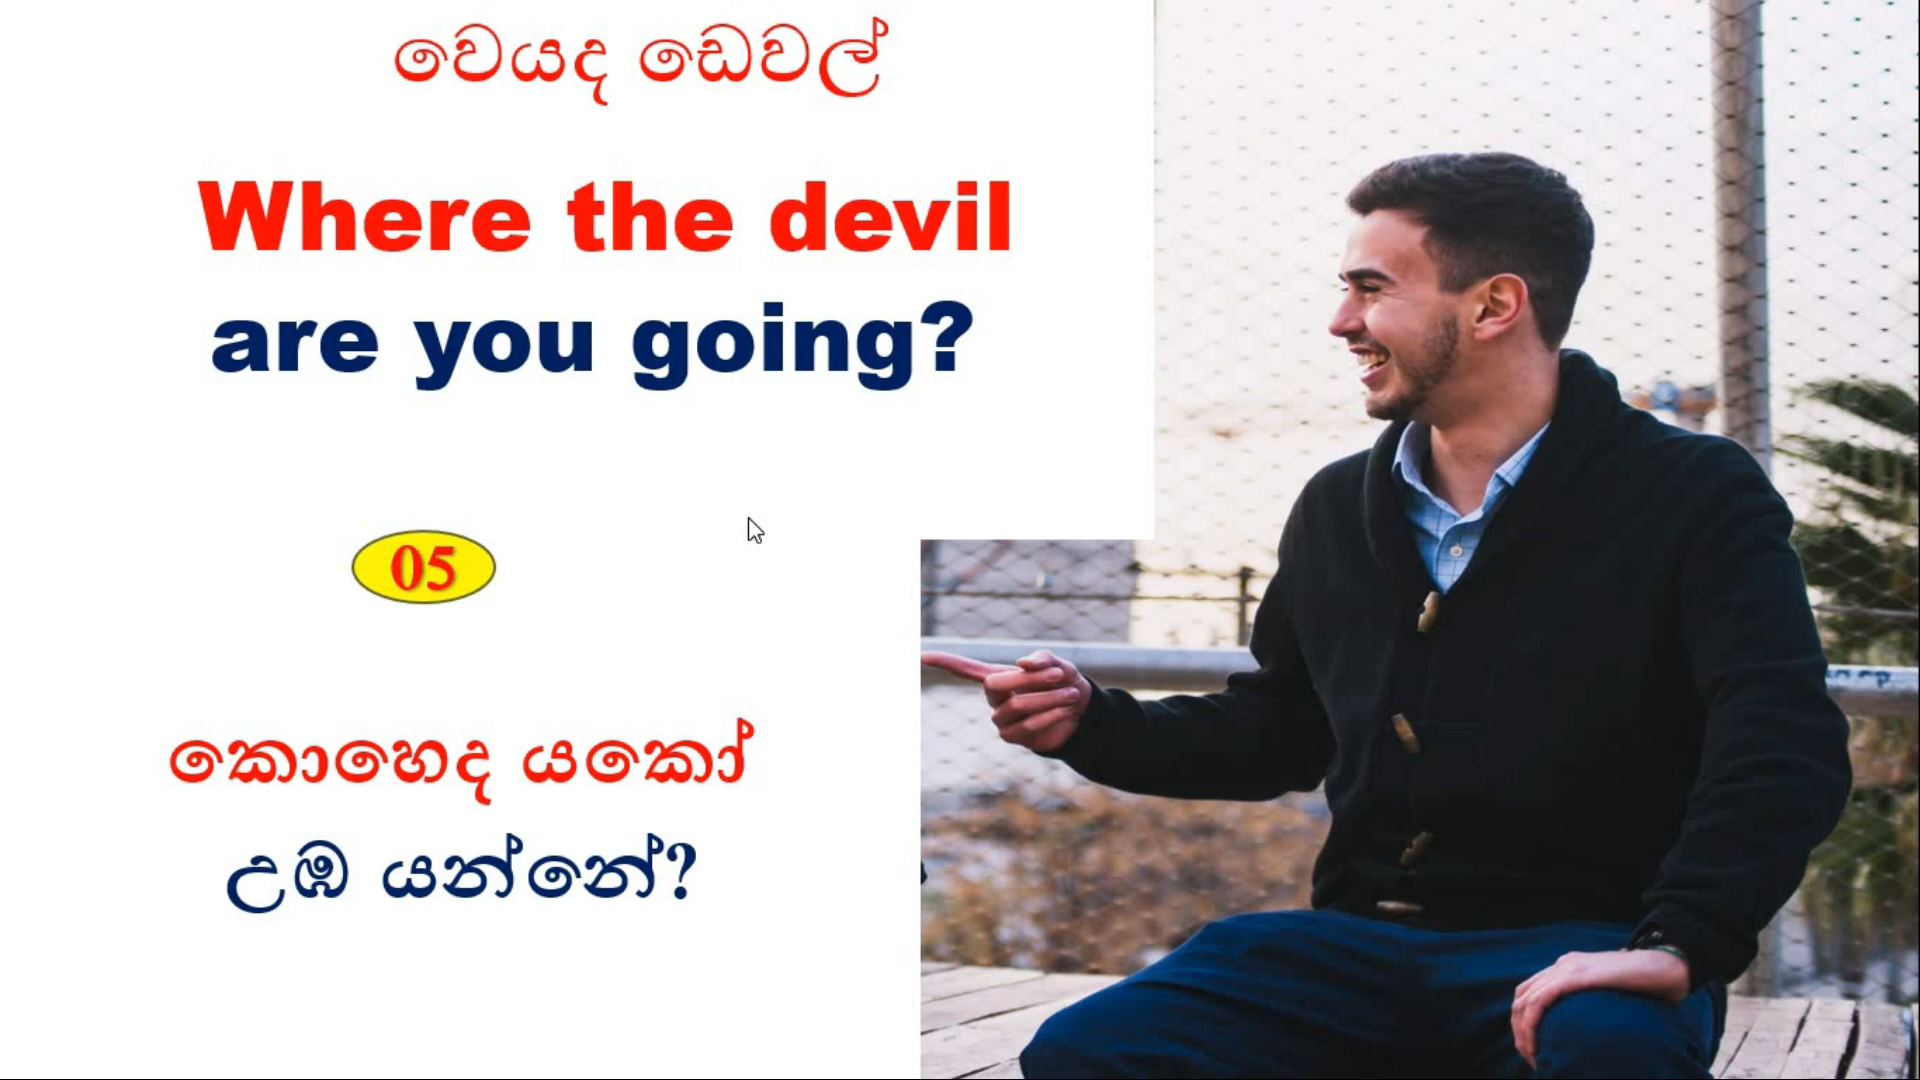 වෙයද ඩෙවල්
Where the devil
are you going?
05
කොහෙද යකෝ
උඹ යන්නේ?